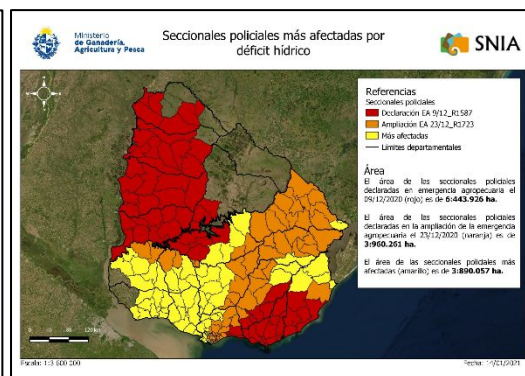 Ministerio
de Ganadería,
Agricultura y Pesca
Seccionales policiales más afectadas por
déficit hídrico
SNIA
Referencias
Seccionales policiales
Declaración EA 9/12_R1587
Ampliación EA 23/12_R1723
Más afectadas
Límites departamentales
Área
El área de las seccionales policiales
declaradas en emergencia agropecuaria el
09/12/2020 (rojo) es de 6.443.926 ha.
El área de las seccionales policiales
declaradas en la ampliación de la emergencia
agropecuaria el 23/12/2020 (naranja) es de
3.960.261 ha.
El área de las seccionales policiales más
afectadas (amarillo) es de 3.890.057 ha.
Escala: 1:3 600 000
Fecha: 14/01/2021